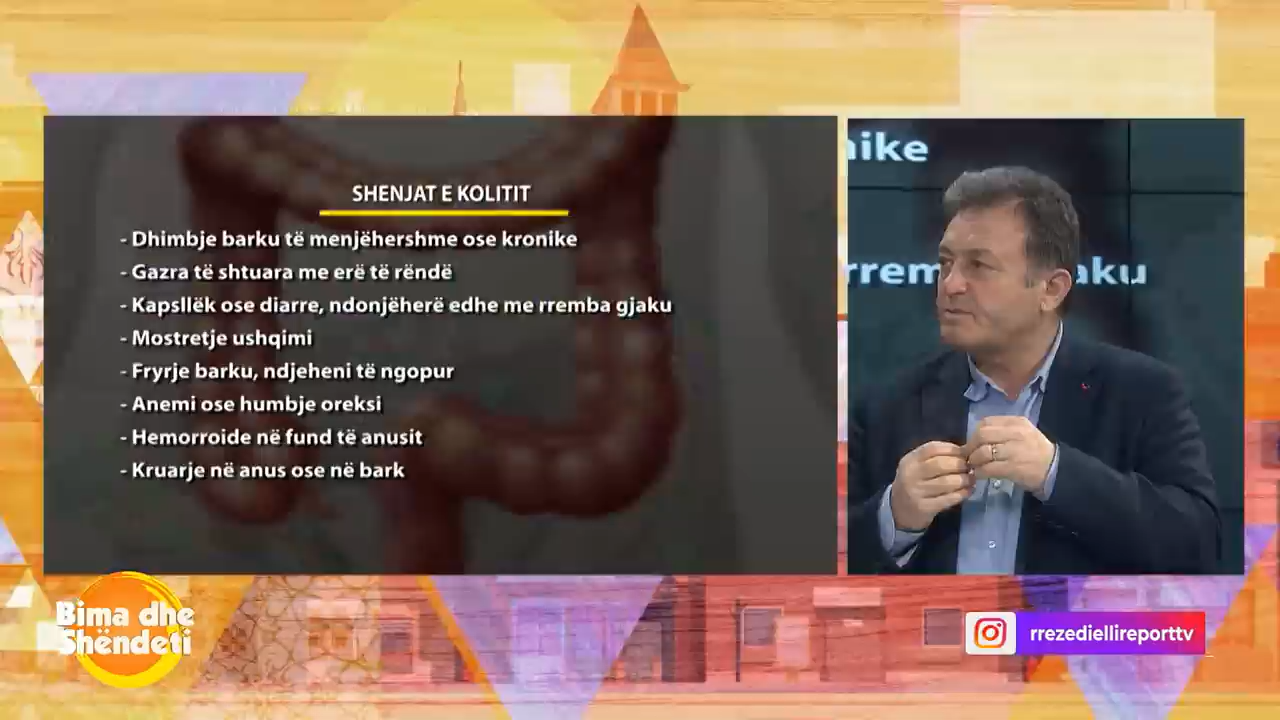 SHENJAT E KOLITIT
- Dhimbje barku të menjëhershme ose kronike
- Gazra të shtuara me erë të rëndë
- Kapsllëk ose diarre, ndonjëherë edhe me rremba gjaku
- Mostretje ushqimi
- Fryrje barku, ndjeheni të ngopur
- Anemi ose humbje oreksi
- Hemorroide në fund të anusit
- Kruarje në anus ose në bark
nike
rrem aku
Bima dhe
Shëndeti
rrezediellireporttv